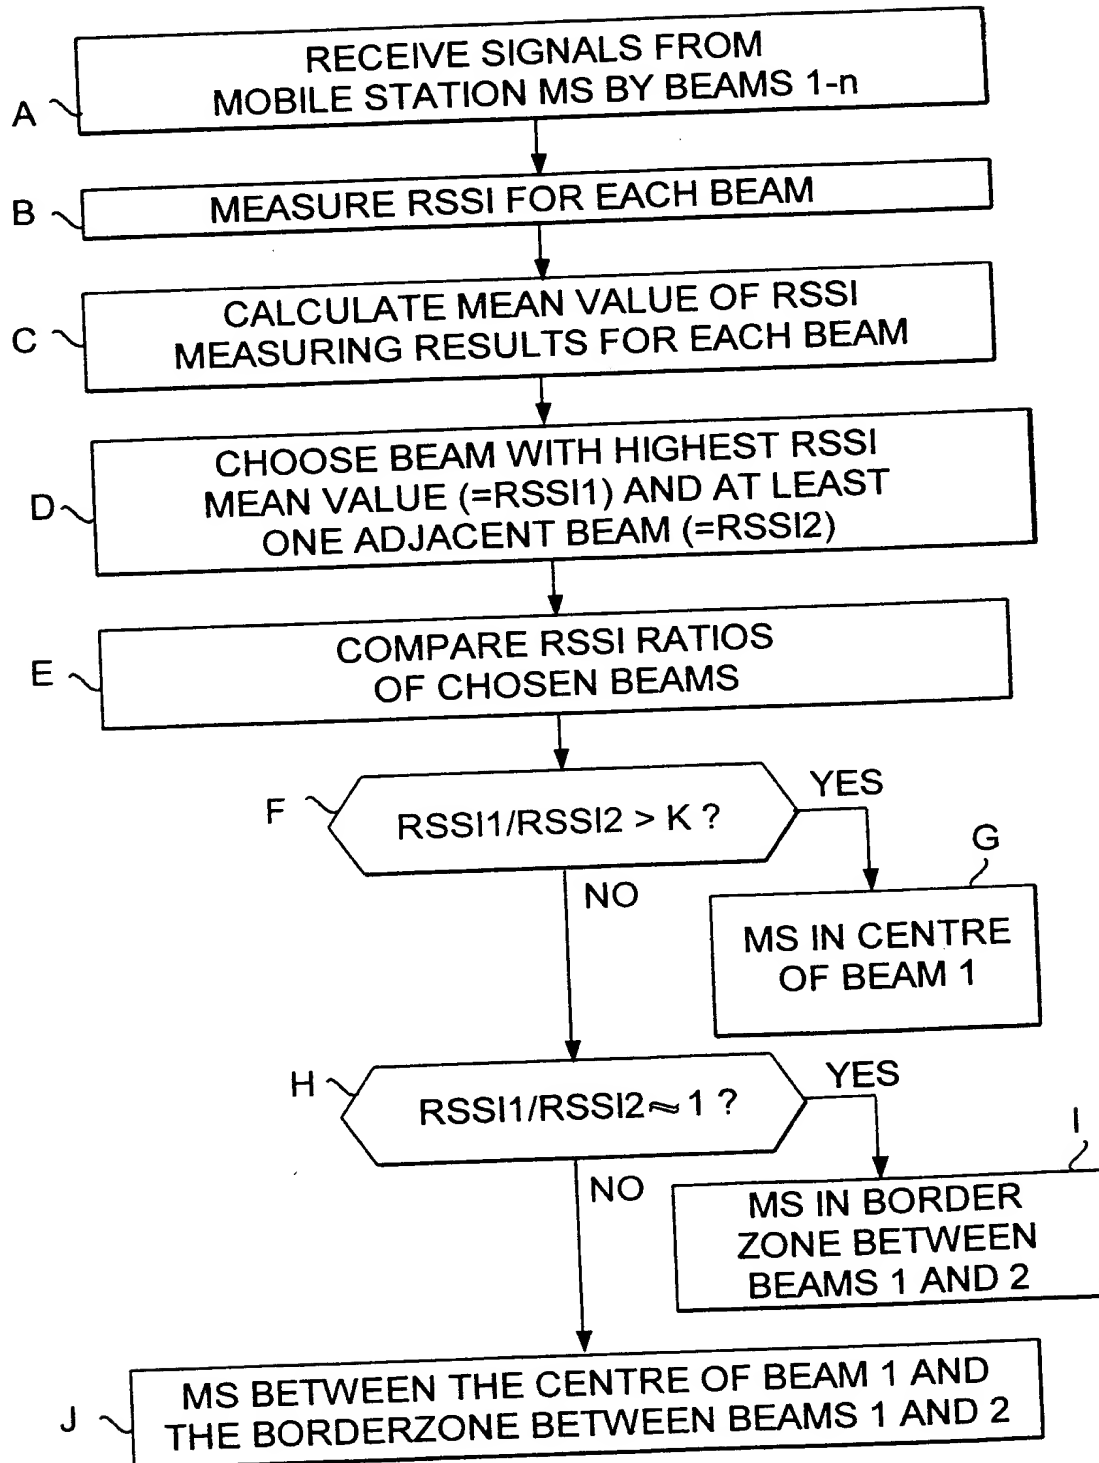 RECEIVE SIGNALS FROM
MOBILE STATION MS BY BEAMS 1-n
A
MEASURE RSSI FOR EACH BEAM
B
CALCULATE MEAN VALUE OF RSSI
MEASURING RESULTS FOR EACH BEAM
C
CHOOSE BEAM WITH HIGHEST RSSI
MEAN VALUE (=RSSI1) AND AT LEAST
ONE ADJACENT BEAM (=RSSI2)
D
COMPARE RSSI RATIOS
OF CHOSEN BEAMS
E
F
RSSI1/RSSI2 > K ?
YES
NO
G
MS IN CENTRE
OF BEAM 1
H
RSSI1/RSSI2 ≈ 1 ?
YES
NO
I
MS IN BORDER
ZONE BETWEEN
BEAMS 1 AND 2
MS BETWEEN THE CENTRE OF BEAM 1 AND
THE BORDERZONE BETWEEN BEAMS 1 AND 2
J